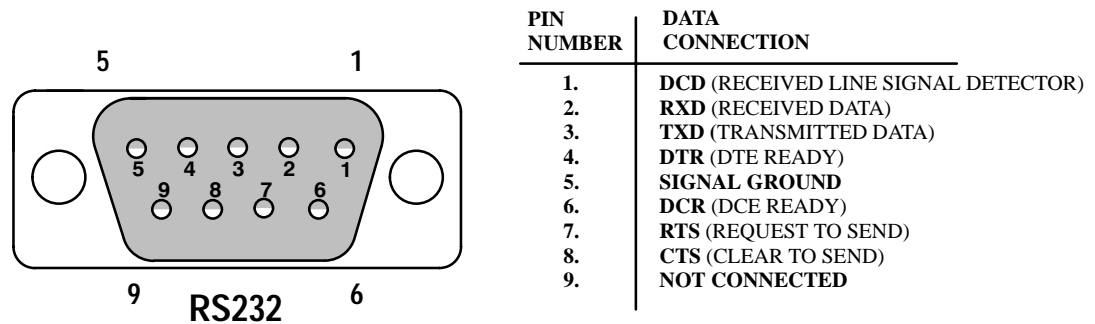 5 1
5 4 3 2 1
9 8 7 6
9 6
RS232
PIN NUMBER DATA CONNECTION
1. DCD (RECEIVED LINE SIGNAL DETECTOR)
2. RXD (RECEIVED DATA)
3. TXD (TRANSMITTED DATA)
4. DTR (DTE READY)
5. SIGNAL GROUND
6. DCR (DCE READY)
7. RTS (REQUEST TO SEND)
8. CTS (CLEAR TO SEND)
9. NOT CONNECTED